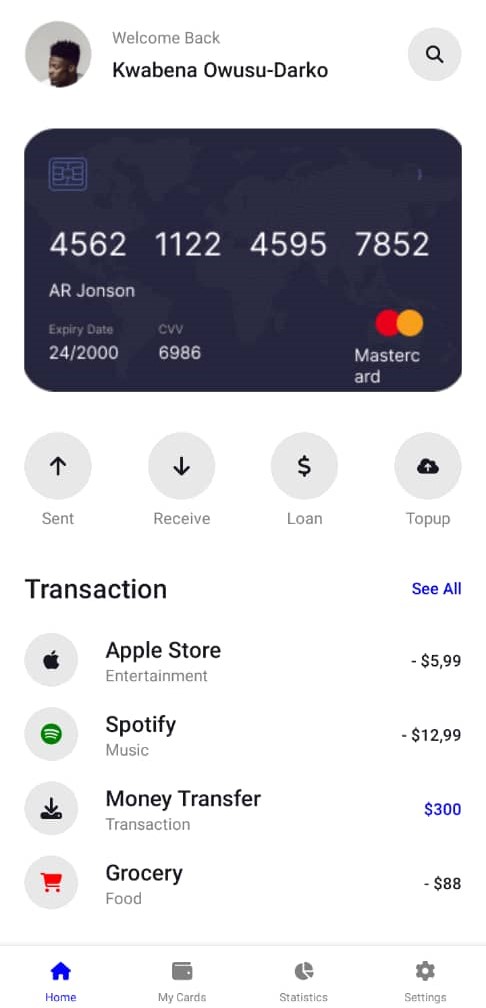 Welcome Back
Kwabena Owusu-Darko
4562 1122 4595 7852
AR Jonson
Expiry Date CVV
24/2000 6986
Masterc
ard
Sent Receive Loan Topup
Transaction See All
Apple Store
Entertainment
- $5,99
Spotify
Music
- $12,99
Money Transfer
Transaction
$300
Grocery
Food
- $88
Home My Cards Statistics Settings